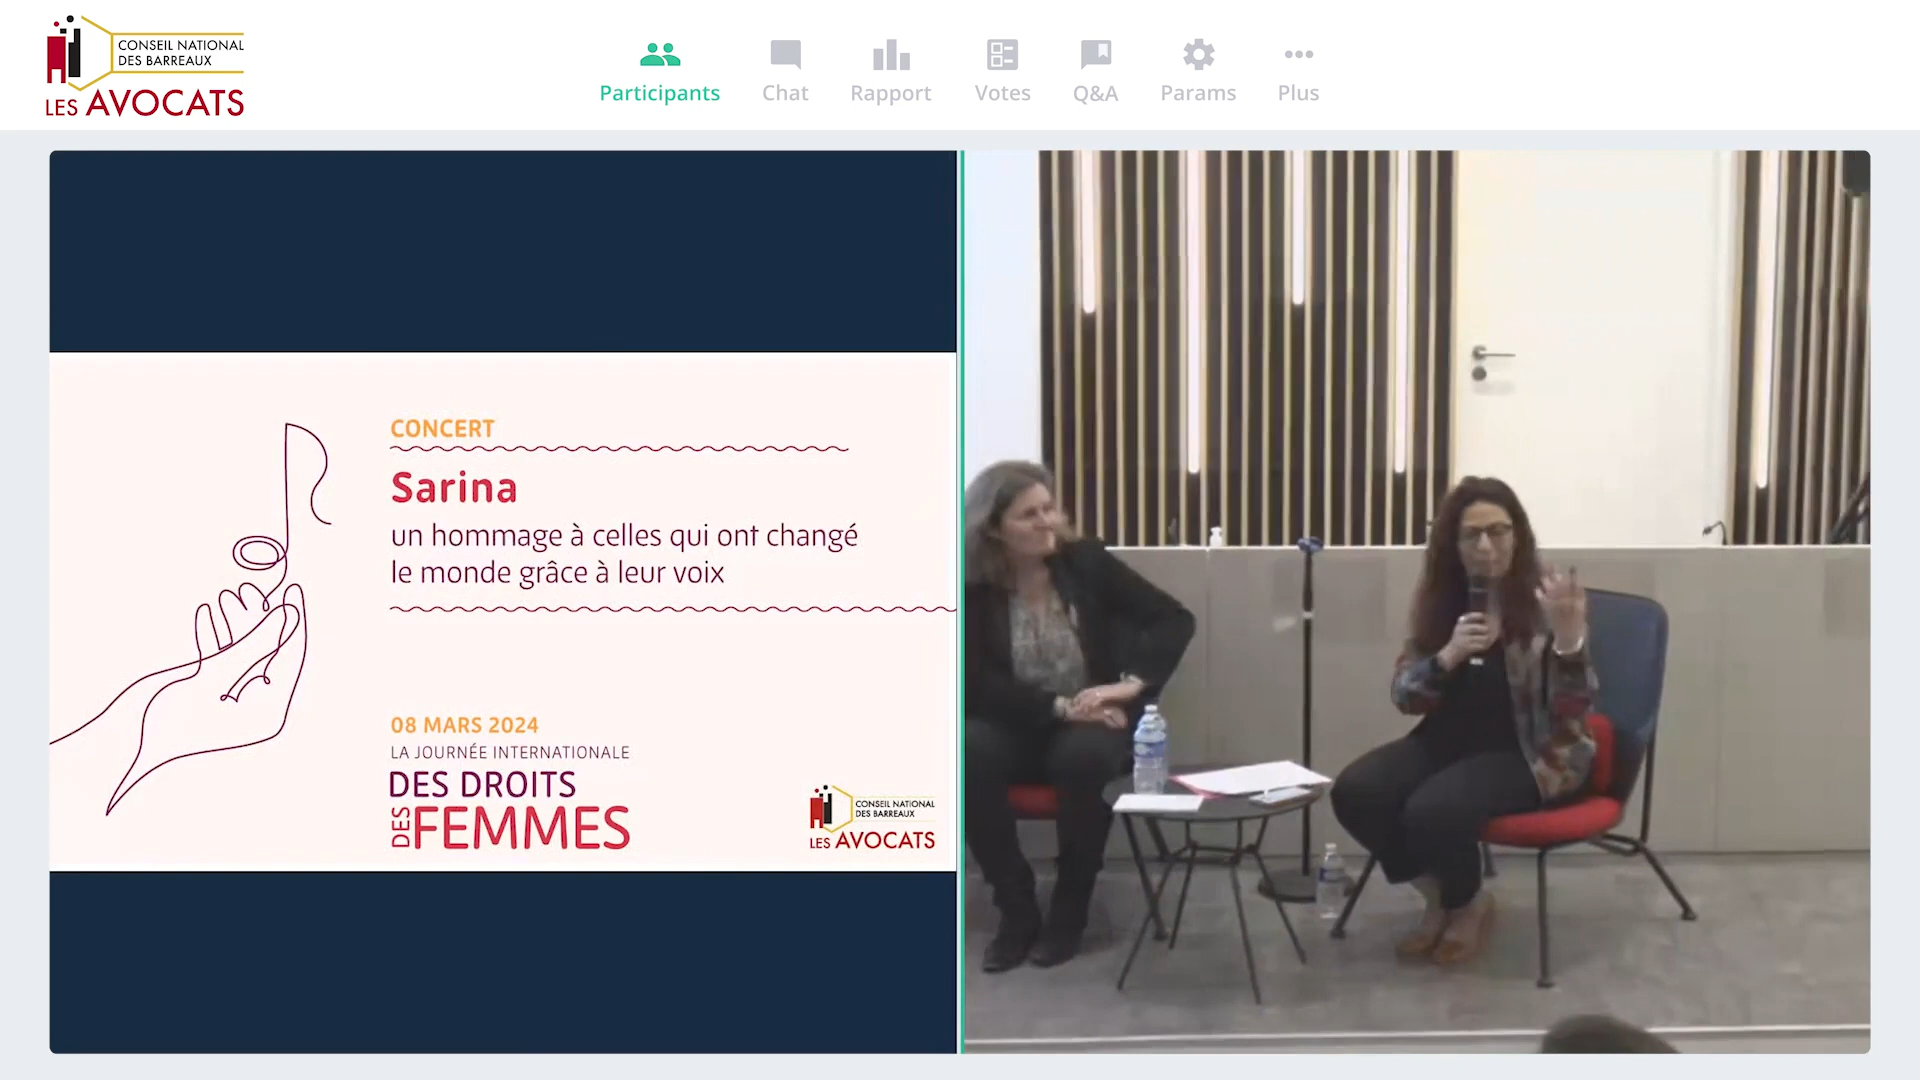 CONSEIL NATIONAL
DES BARREAUX
LES AVOCATS
Participants
Chat
Rapport
Votes
Q&A
Params
Plus
CONCERT
Sarina
un hommage à celles qui ont changé
le monde grâce à leur voix
08 MARS 2024
LA JOURNÉE INTERNATIONALE
DES DROITS
DES FEMMES
CONSEIL NATIONAL
DES BARREAUX
LES AVOCATS